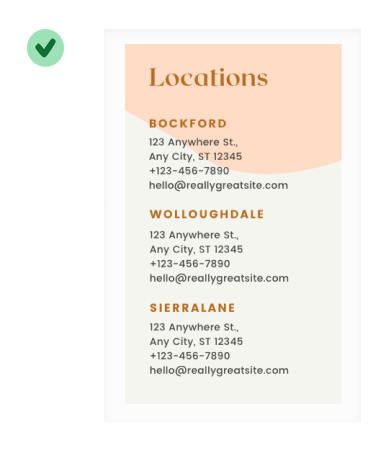 Locations
BOCKFORD
123 Anywhere St.,
Any City, ST 12345
+123-456-7890
hello@reallygreatsite.com
WOLLOUGHDALE
123 Anywhere St.,
Any City, ST 12345
+123-456-7890
hello@reallygreatsite.com
SIERRALANE
123 Anywhere St.,
Any City, ST 12345
+123-456-7890
hello@reallygreatsite.com